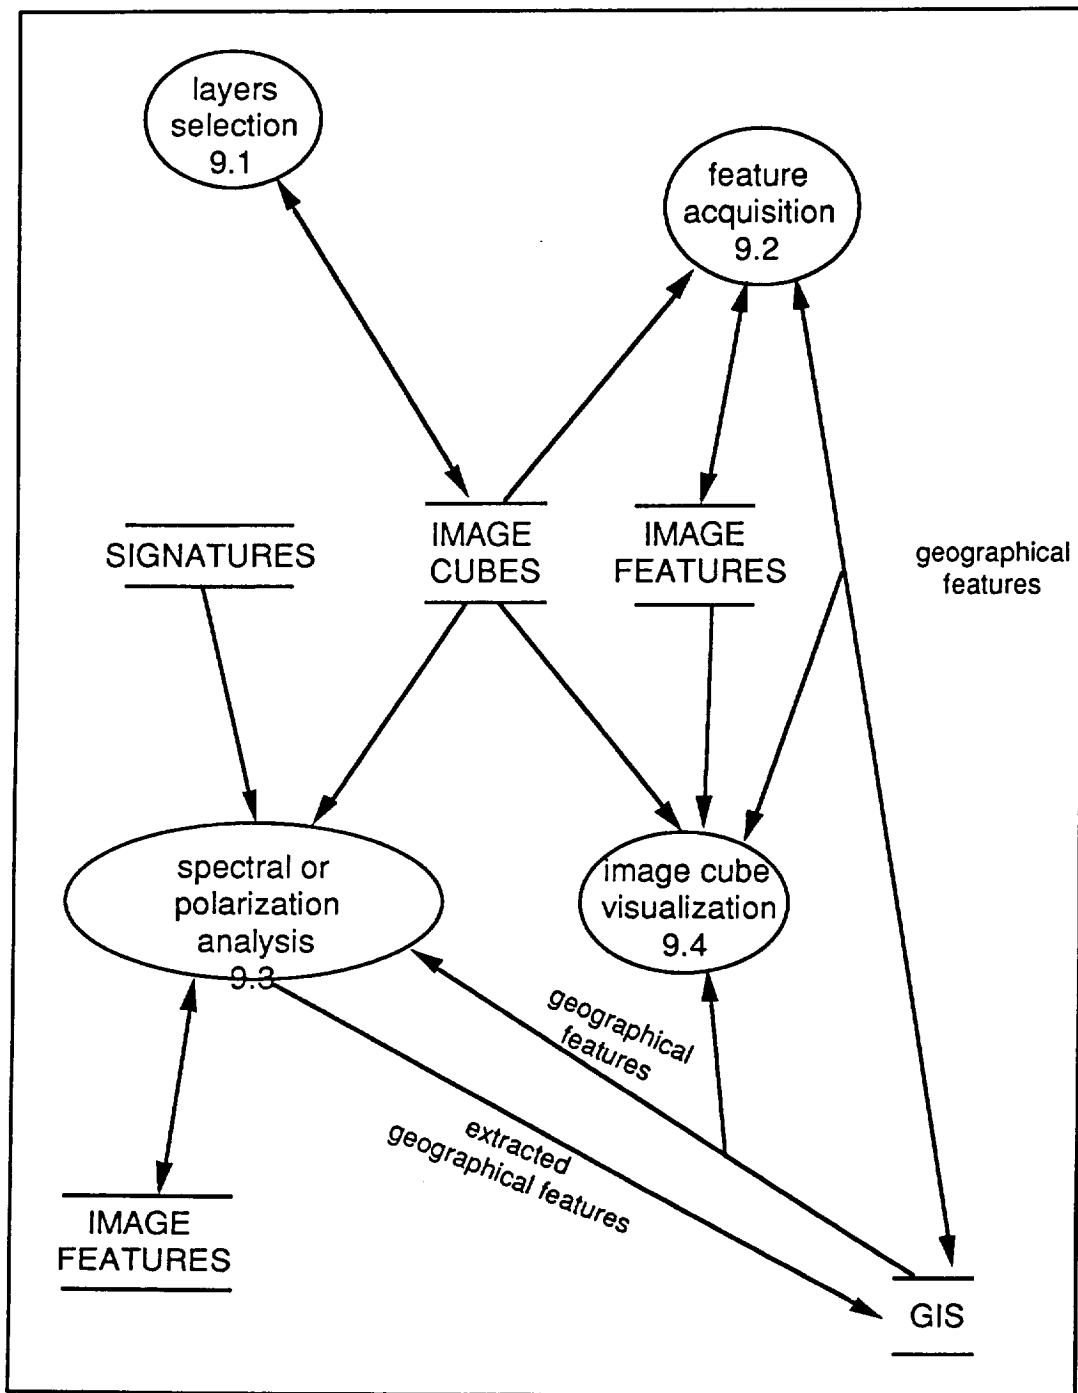 layers
selection
9.1
feature
acquisition
9.2
SIGNATURES
IMAGE
CUBES
IMAGE
FEATURES
geographical
features
spectral or
polarization
analysis
9.3
image cube
visualization
9.4
geographical
features
extracted
geographical features
IMAGE
FEATURES
GIS